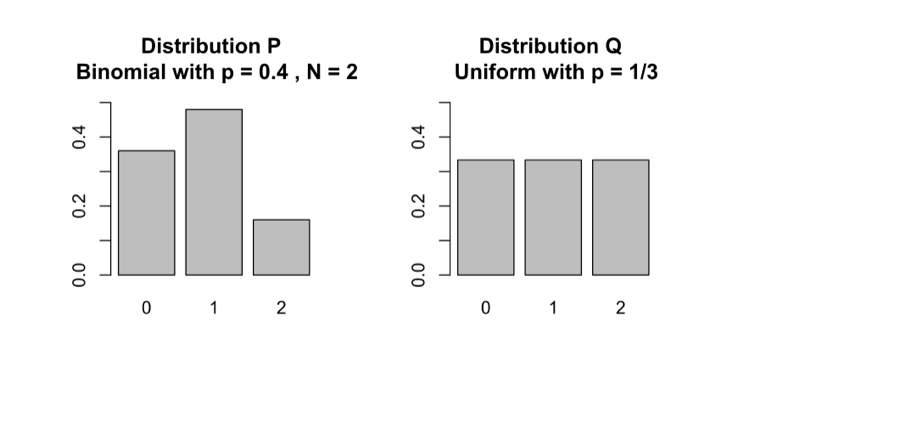 Distribution P
Binomial with p = 0.4 , N = 2
0.4
0.2
0.0
0 1 2
Distribution Q
Uniform with p = 1/3
0.4
0.2
0.0
0 1 2